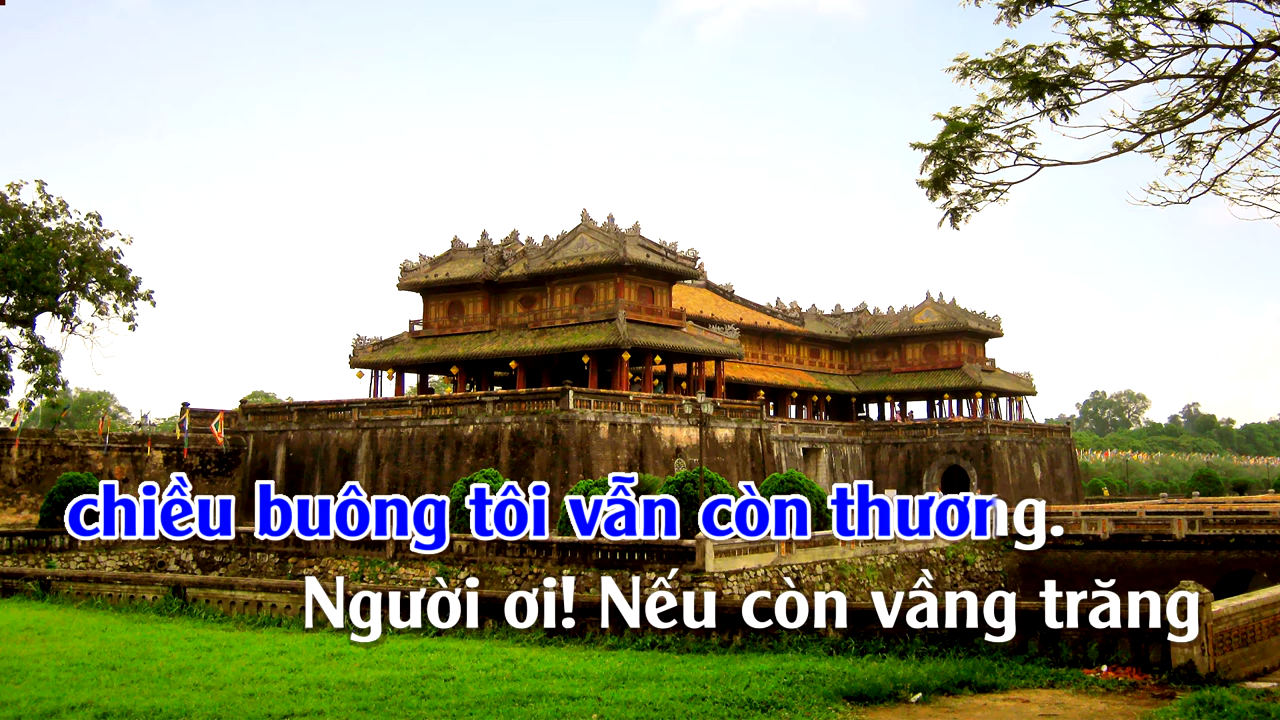 chiều buông tôi vẫn còn thương.
Người ơi! Nếu còn vầng trăng